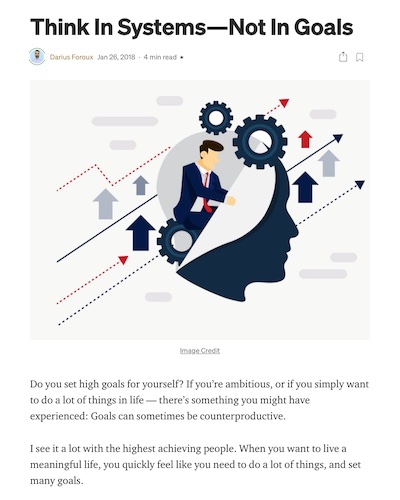 Think In Systems—Not In Goals
Darius Foroux Jan 26, 2018 · 4 min read
Image Credit
Do you set high goals for yourself? If you're ambitious, or if you simply want
to do a lot of things in life — there's something you might have
experienced: Goals can sometimes be counterproductive.
I see it a lot with the highest achieving people. When you want to live a
meaningful life, you quickly feel like you need to do a lot of things, and set
many goals.